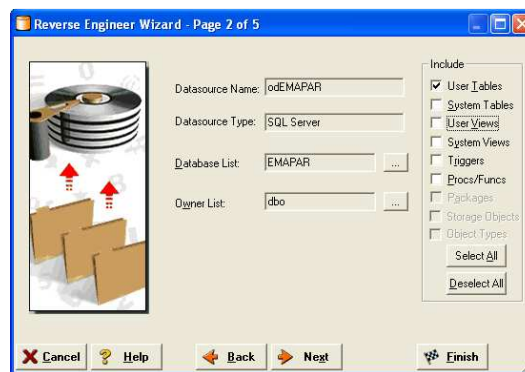 Reverse Engineer Wizard - Page 2 of 5
Datasource Name: odEMAPAR
Datasource Type: SQL Server
Database List: EMAPAR ...
Owner List: dbo ...
Include
User Tables
System Tables
User Views
System Views
Triggers
Procs/Funcs
Packages
Storage Objects
Object Types
Select All
Deselect All
Cancel
Help
Back
Next
Finish